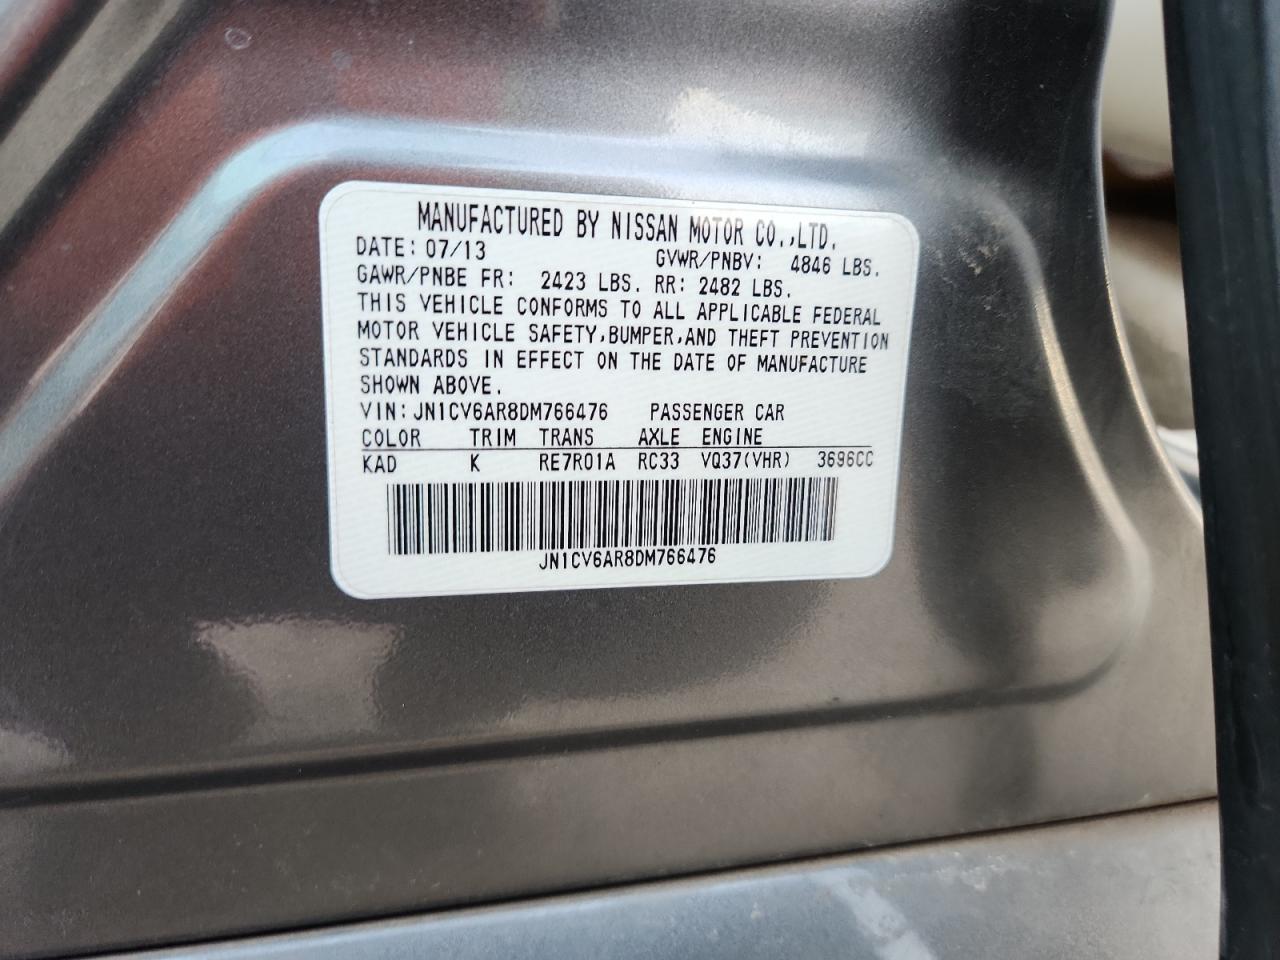 MANUFACTURED BY NISSAN MOTOR CO.,LTD.
DATE: 07/13 GVWR/PNBV: 4846 LBS.
GAWR/PNBE FR: 2423 LBS. RR: 2482 LBS.
THIS VEHICLE CONFORMS TO ALL APPLICABLE FEDERAL
MOTOR VEHICLE SAFETY,BUMPER,AND THEFT PREVENTION
STANDARDS IN EFFECT ON THE DATE OF MANUFACTURE
SHOWN ABOVE.
VIN: JN1CV6AR8DM766476 PASSENGER CAR
COLOR TRIM TRANS AXLE ENGINE
KAD K RE7R01A RC33 VQ37(VHR) 3696CC
JN1CV6AR8DM766476